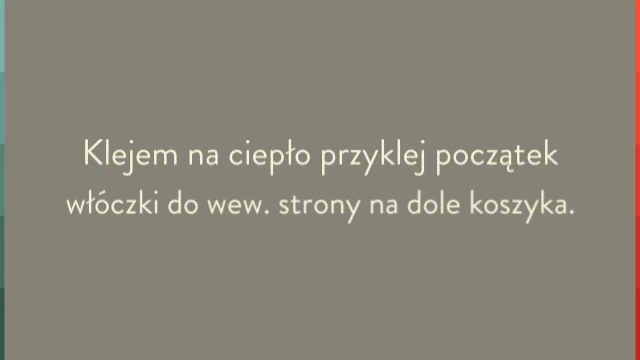 Klejem na ciepło przyklej początek
włóczki do wew. strony na dole koszyka.